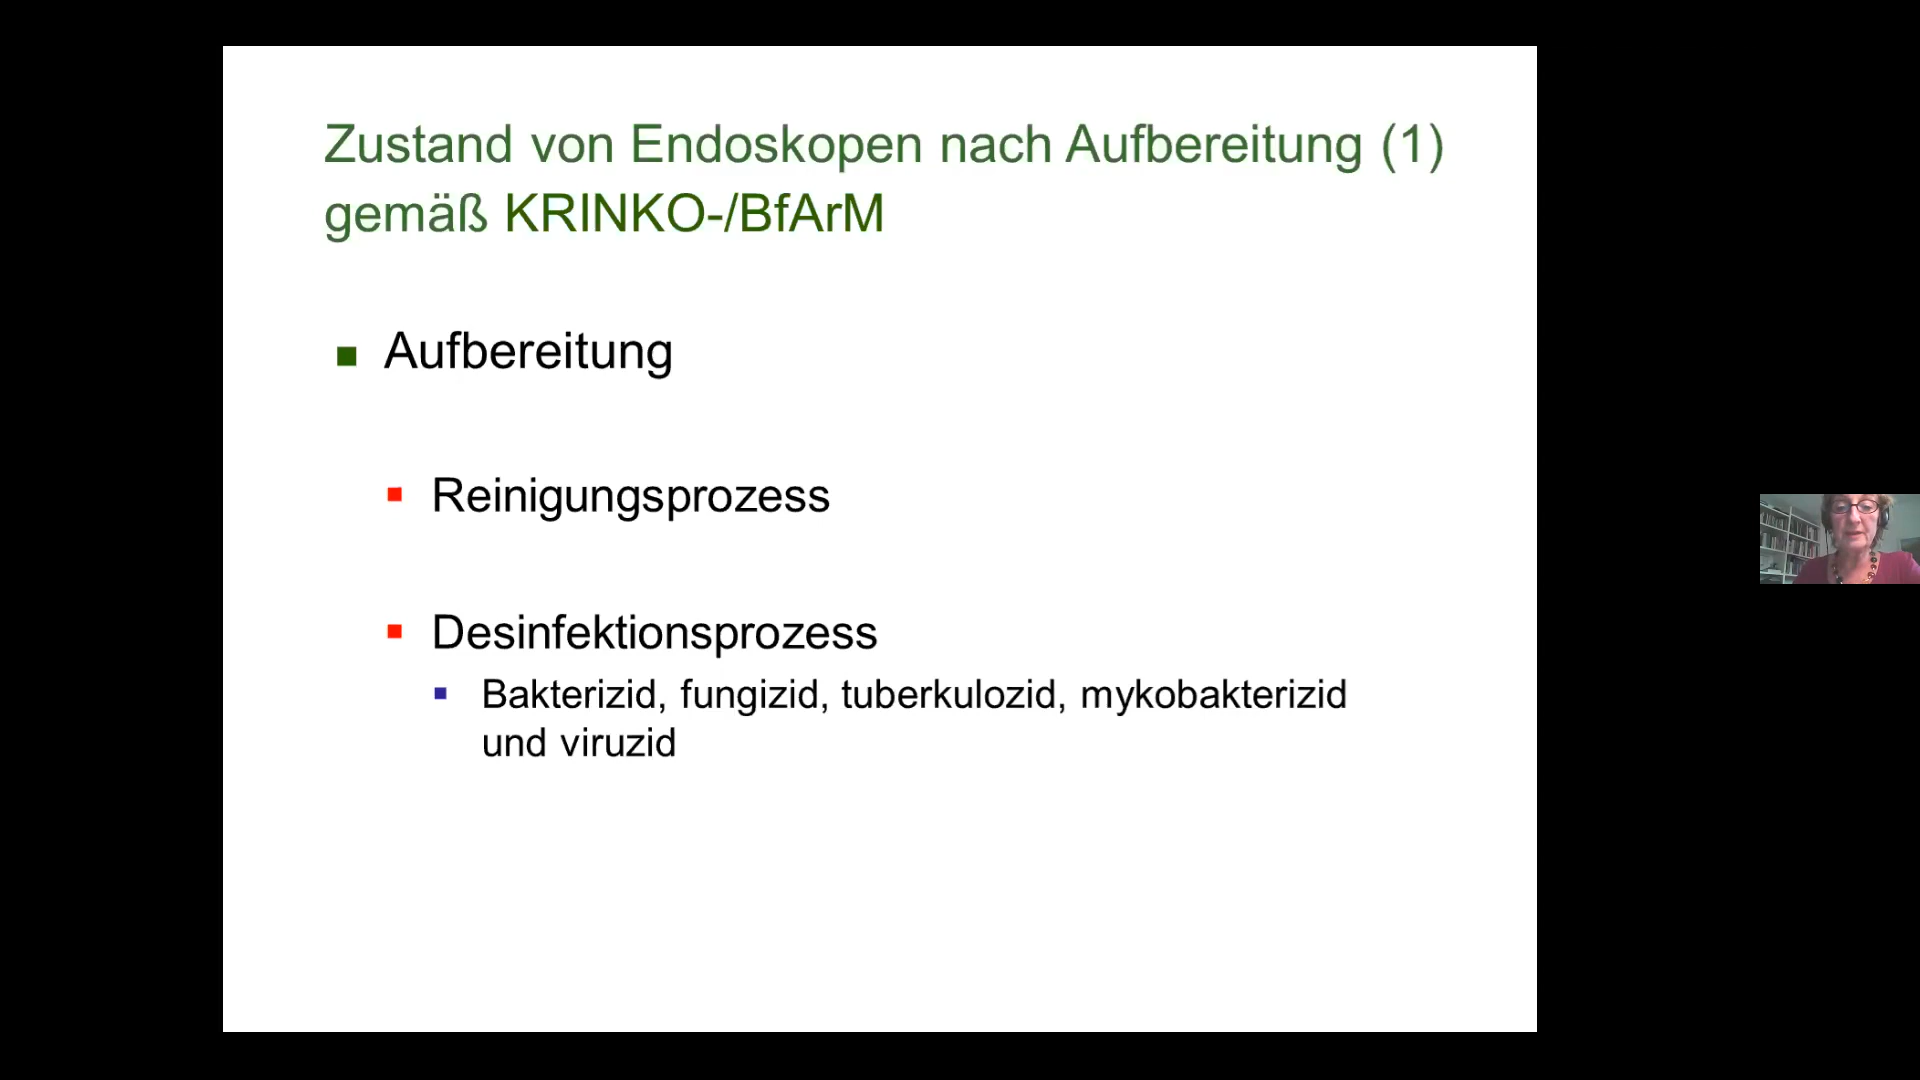 Zustand von Endoskopen nach Aufbereitung (1)
gemäß KRINKO-/BfArM
Aufbereitung
Reinigungsprozess
Desinfektionsprozess
Bakterizid, fungizid, tuberkulozid, mykobakterizid
und viruzid